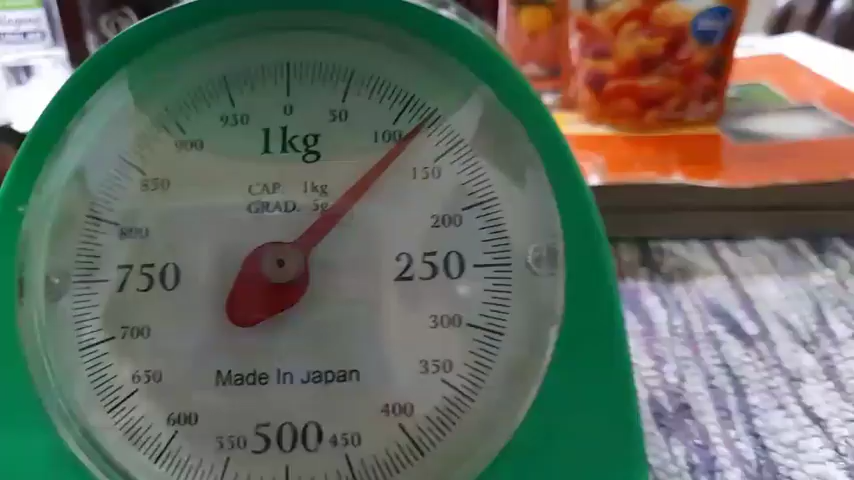 0
950 50
900 1kg 100
850 CAP. 1kg 150
GRAD. 5g
800 200
750 250
700 300
650 Made In Japan 350
600 400
550 500 450